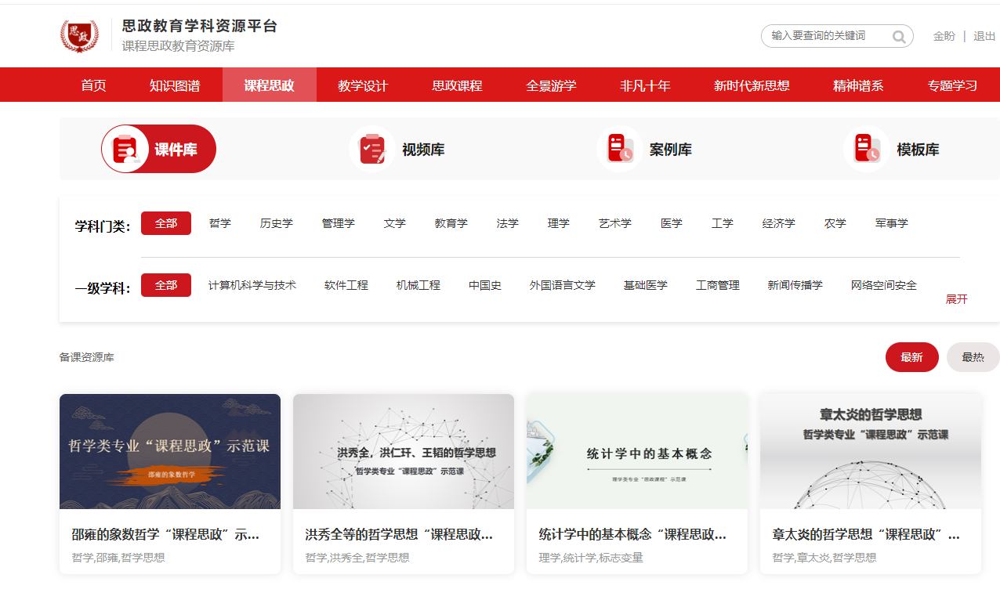 思政
思政教育学科资源平台
课程思政教育资源库
输入要查询的关键词
金盼 | 退出
首页 知识图谱 课程思政 教学设计 思政课程 全景游学 非凡十年 新时代新思想 精神谱系 专题学习
课件库 视频库 案例库 模板库
学科门类： 全部 哲学 历史学 管理学 文学 教育学 法学 理学 艺术学 医学 工学 经济学 农学 军事学
一级学科： 全部 计算机科学与技术 软件工程 机械工程 中国史 外国语言文学 基础医学 工商管理 新闻传播学 网络空间安全
展开
备课资源库
最新 最热
哲学类专业“课程思政”示范课
邵雍的象数哲学
洪秀全，洪仁玕、王韬的哲学思想
哲学类专业“课程思政”示范课
统计学中的基本概念
理学类专业“思政课程”示范课
章太炎的哲学思想
哲学类专业“课程思政”示范课
邵雍的象数哲学“课程思政”示...
哲学,邵雍,哲学思想
洪秀全等的哲学思想“课程思政...
哲学,洪秀全,哲学思想
统计学中的基本概念“课程思政...
理学,统计学,标志变量
章太炎的哲学思想“课程思政”...
哲学,章太炎,哲学思想